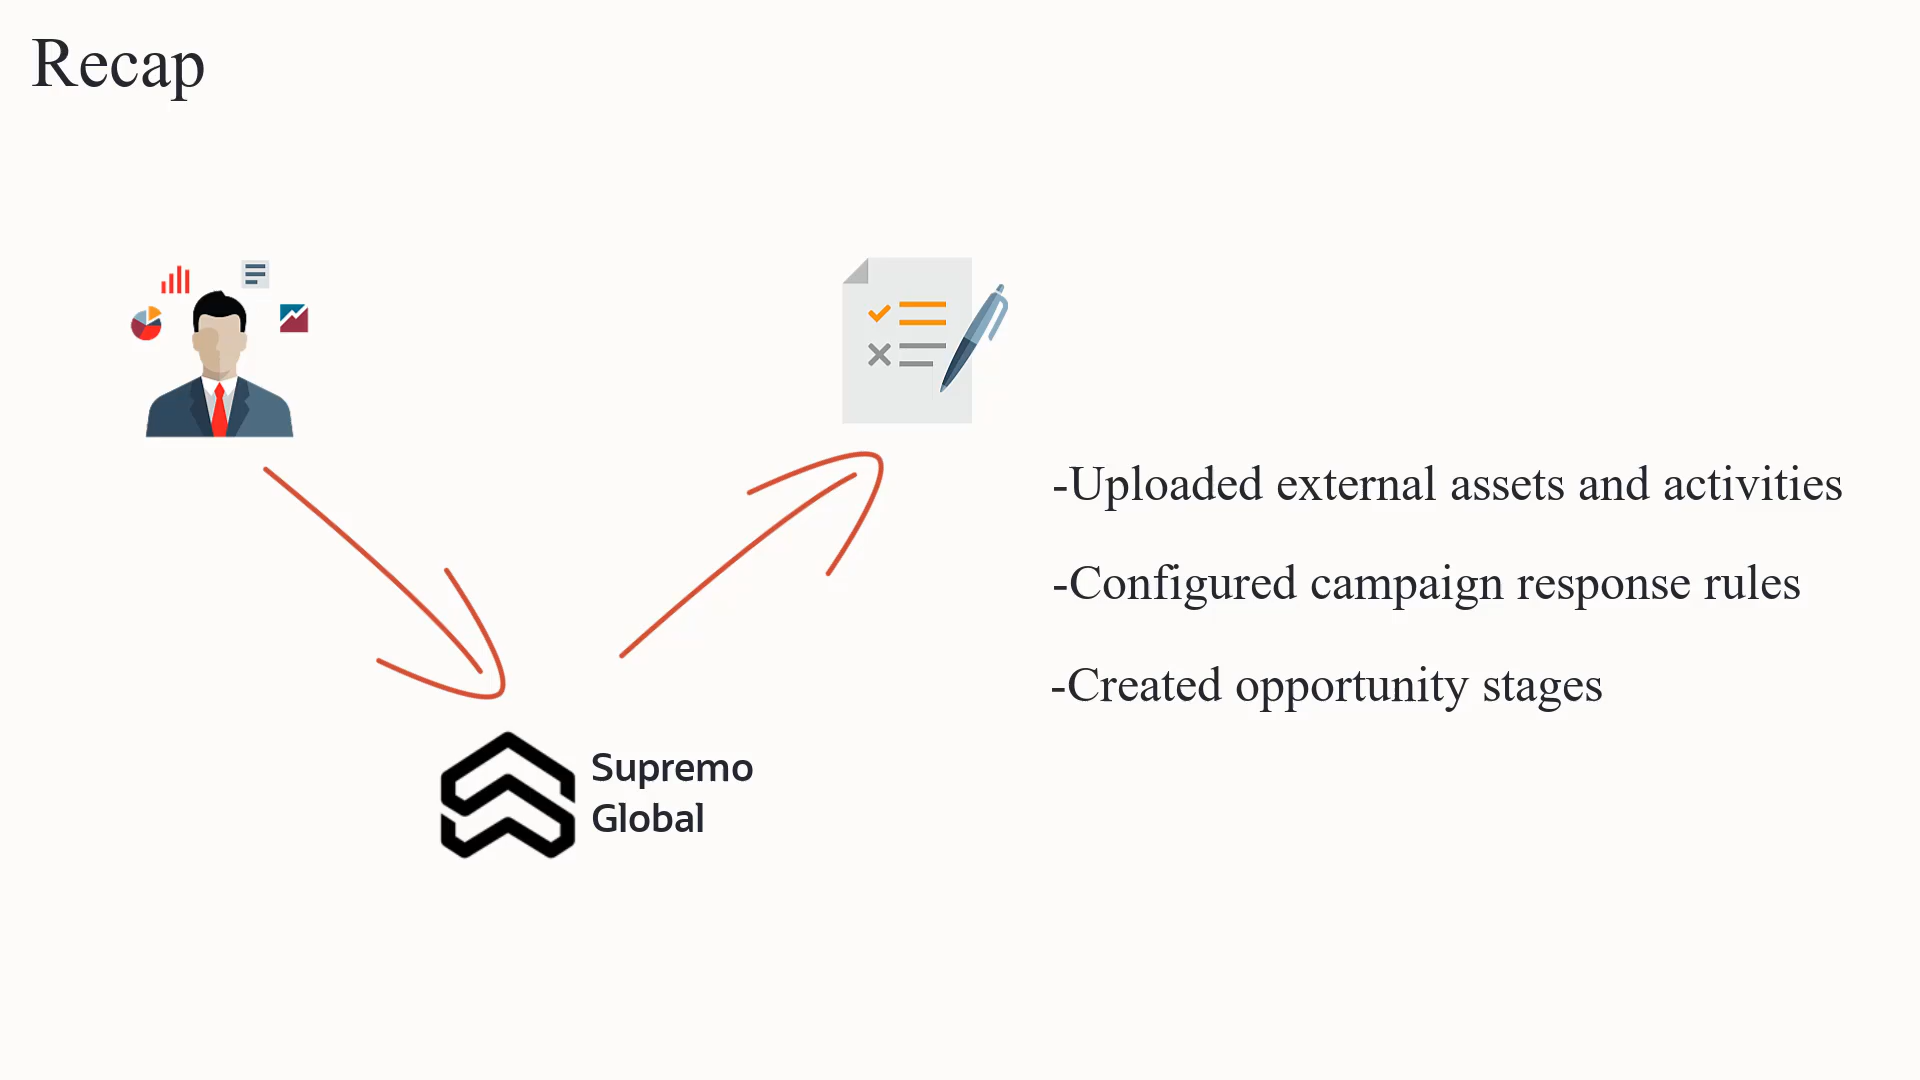 Recap
-Uploaded external assets and activities
-Configured campaign response rules
-Created opportunity stages
Supremo
Global